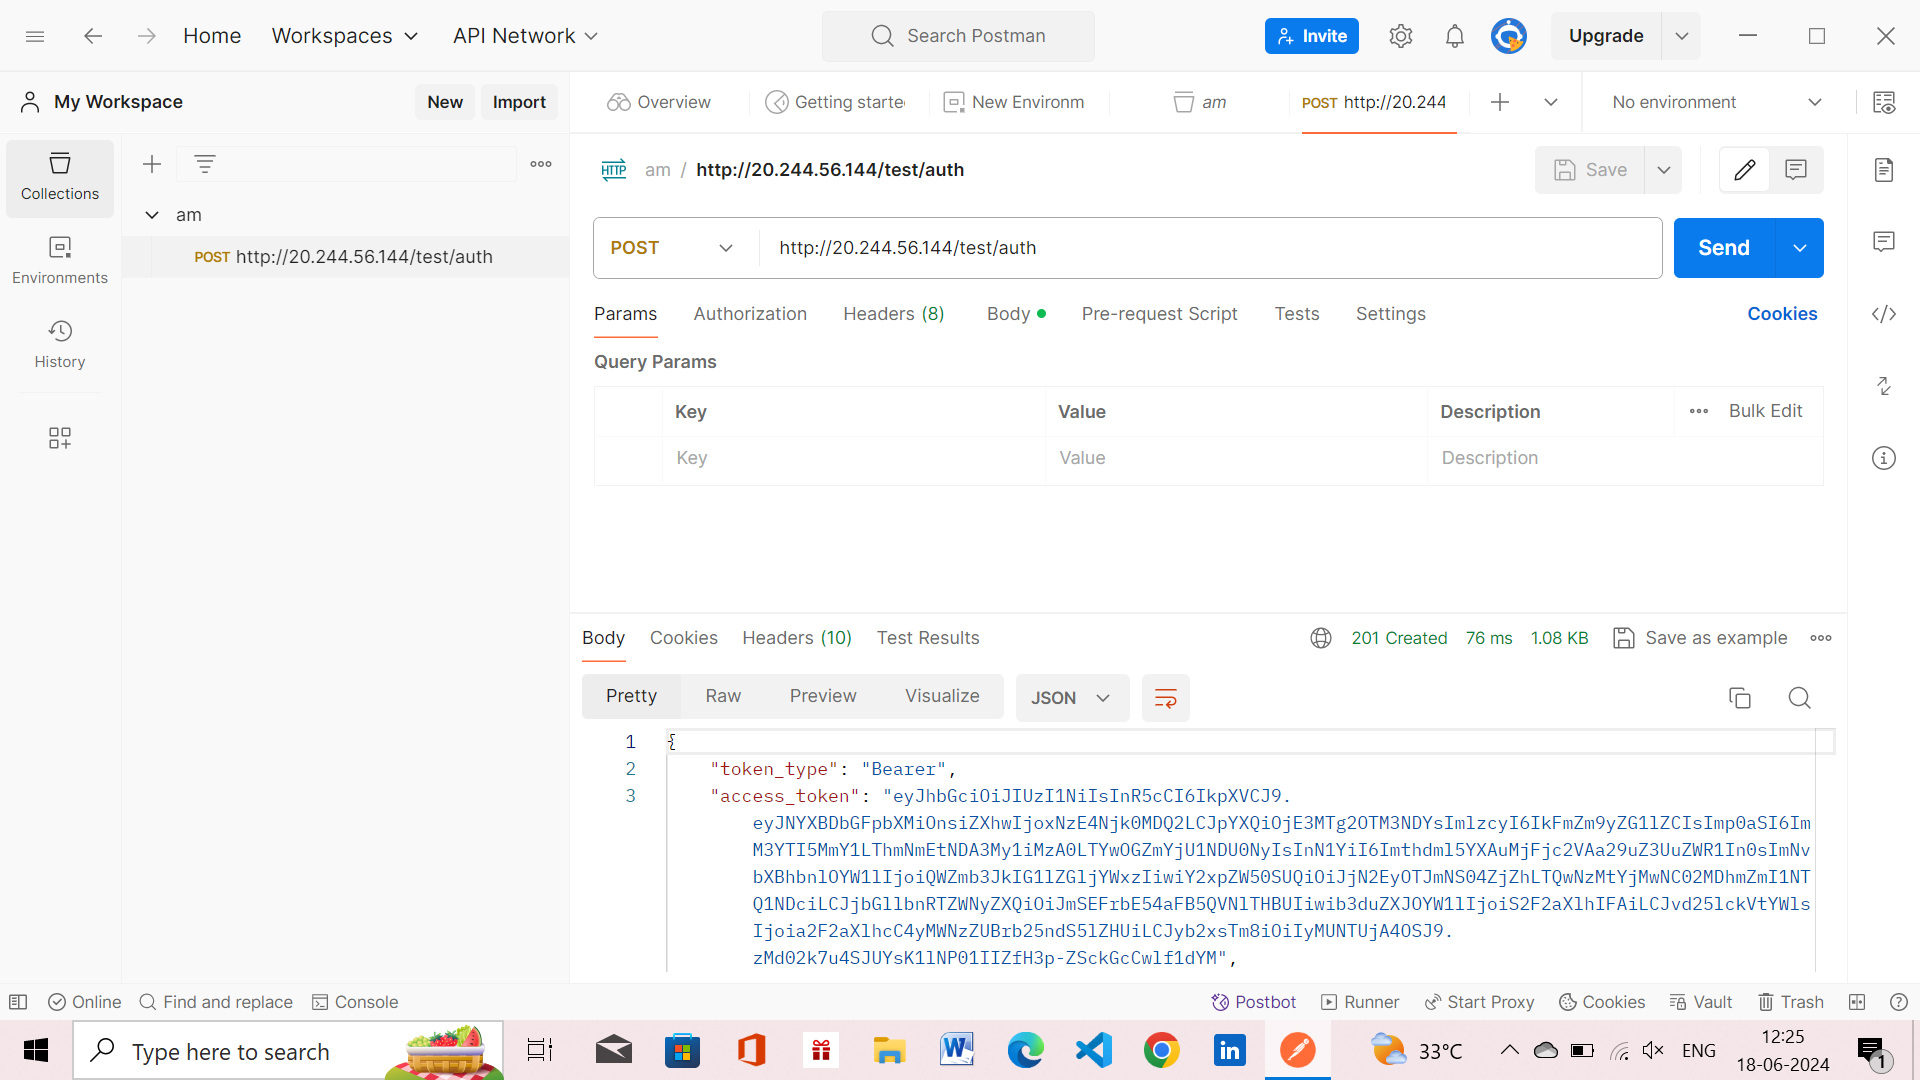 Home Workspaces API Network Search Postman Invite Upgrade
My Workspace New Import Overview Getting starte New Environm am POST http://20.244 No environment
Collections
am / http://20.244.56.144/test/auth Save
am
POST http://20.244.56.144/test/auth
POST http://20.244.56.144/test/auth Send
Environments
History
Params Authorization Headers (8) Body Pre-request Script Tests Settings Cookies
Query Params
Key Value Description Bulk Edit
Key Value Description
Body Cookies Headers (10) Test Results 201 Created 76 ms 1.08 KB Save as example
Pretty Raw Preview Visualize JSON
1 {
2 "token_type": "Bearer",
3 "access_token": "eyJhbGciOiJIUzI1NiIsInR5cCI6IkpXVCJ9.
eyJNYXBDbGFpbXMiOnsiZXhwIjoxNzE4Njk0MDQ2LCJpYXQiOjE3MTg2OTM3NDYsImlzcyI6IkFmZm9yZG1lZCIsImp0aSI6Im
M3YTI5MmY1LThmNmEtNDA3My1iMzA0LTYwOGZmYjU1NDU0NyIsInN1YiI6Imthdml5YXAuMjFjc2VAa29uZ3UuZWR1In0sImNv
bXBhbnlOYW1lIjoiQWZmb3JkIG1lZGljYWxzIiwiY2xpZW50SUQiOiJjN2EyOTJmNS04ZjZhLTQwNzMtYjMwNC02MDhmZmI1NT
Q1NDciLCJjbGllbnRTZWNyZXQiOiJmSEFrbE54aFB5QVNlTHBUIiwib3duZXJOYW1lIjoiS2F2aXlhIFAiLCJvd25lckVtYWls
Ijoia2F2aXlhcC4yMWNzZUBrb25ndS5lZHUiLCJyb2xsTm8iOiIyMUNTUjA4OSJ9.
zMd02k7u4SJUYsK1lNP01IIZfH3p-ZSckGcCwlf1dYM",
Online Find and replace Console Postbot Runner Start Proxy Cookies Vault Trash
Type here to search 33°C ENG 12:25
18-06-2024 1